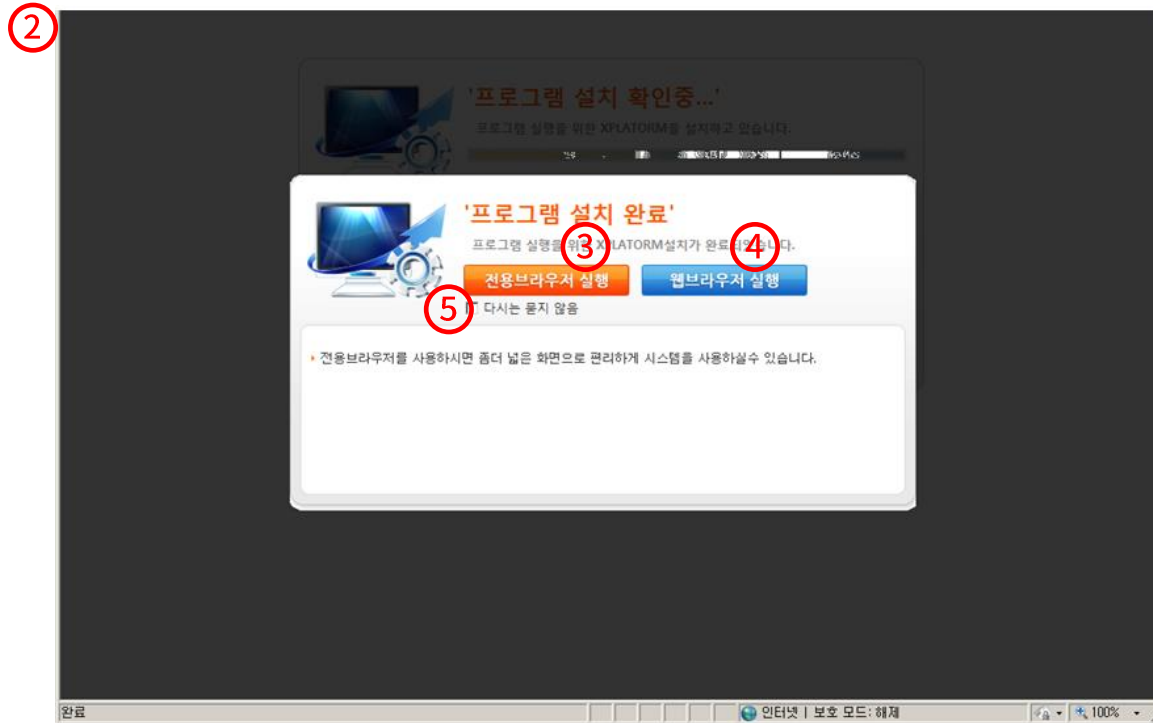 ②
'프로그램 설치 확인중...'
프로그램 실행을 위한 XPLATORM을 설치하고 있습니다.
'프로그램 설치 완료'
프로그램 실행을 위한 XPLATORM설치가 완료되었습니다.
③ ④
전용브라우저 실행 웹브라우저 실행
⑤ 다시는 묻지 않음
전용브라우저를 사용하시면 좀더 넓은 화면으로 편리하게 시스템을 사용하실수 있습니다.
완료 인터넷 | 보호 모드: 해제 100%